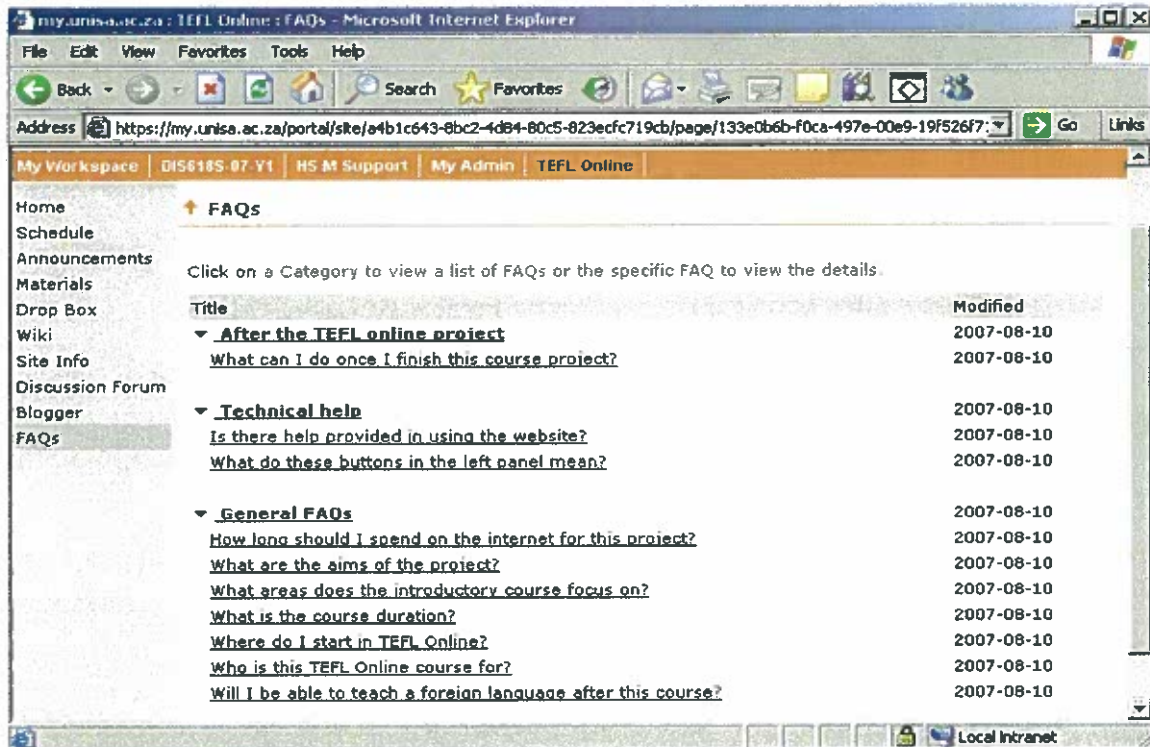 my.unisa.ac.za : TEFL Online : FAQs - Microsoft Internet Explorer
File Edit View Favorites Tools Help
Back Search Favorites
Address https://my.unisa.ac.za/portal/site/a4b1c643-8bc2-4d84-80c5-823ecfc719cb/page/133e0b6b-f0ca-497e-00e9-19f526f7: Go Links
My Workspace DIS618S-07-Y1 HS M Support My Admin TEFL Online
Home
Schedule
Announcements
Materials
Drop Box
Wiki
Site Info
Discussion Forum
Blogger
FAQs
FAQs
Click on a Category to view a list of FAQs or the specific FAQ to view the details.
Title Modified
After the TEFL online project 2007-08-10
What can I do once I finish this course project? 2007-08-10
Technical help 2007-08-10
Is there help provided in using the website? 2007-08-10
What do these buttons in the left panel mean? 2007-08-10
General FAQs 2007-08-10
How long should I spend on the internet for this project? 2007-08-10
What are the aims of the project? 2007-08-10
What areas does the introductory course focus on? 2007-08-10
What is the course duration? 2007-08-10
Where do I start in TEFL Online? 2007-08-10
Who is this TEFL Online course for? 2007-08-10
Will I be able to teach a foreign language after this course? 2007-08-10
Local intranet